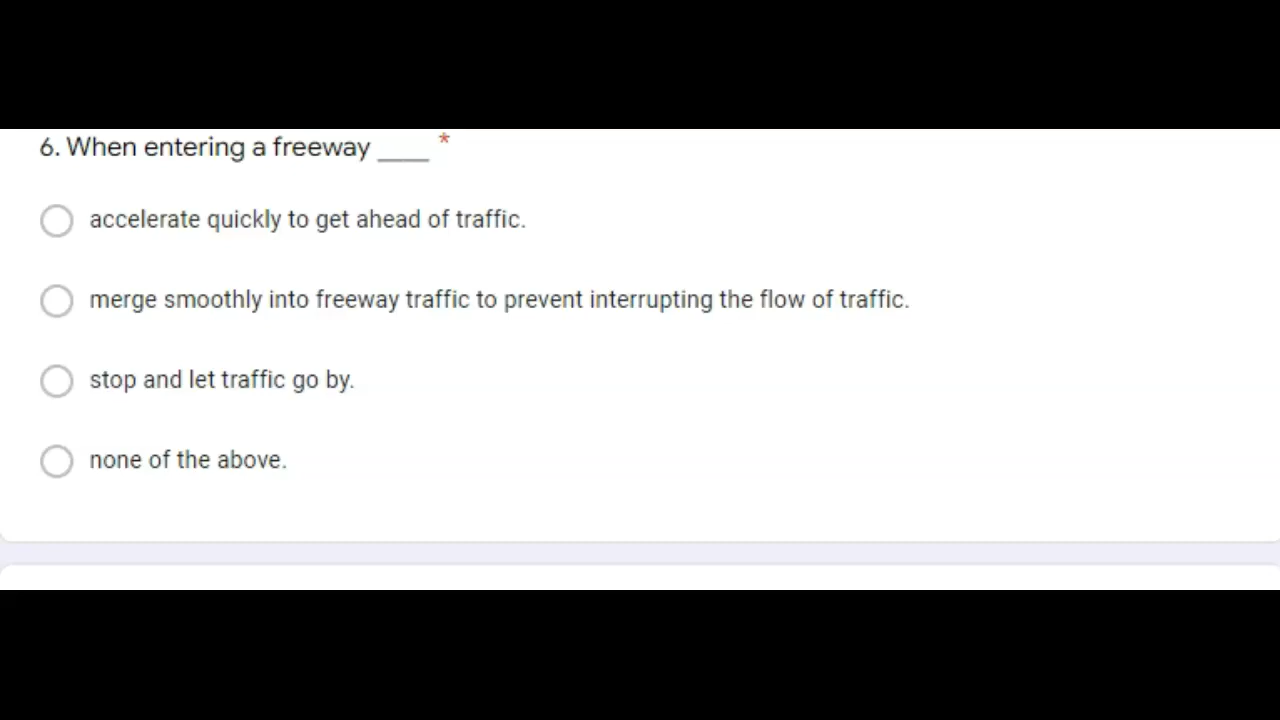 6. When entering a freeway ____ *
accelerate quickly to get ahead of traffic.
merge smoothly into freeway traffic to prevent interrupting the flow of traffic.
stop and let traffic go by.
none of the above.